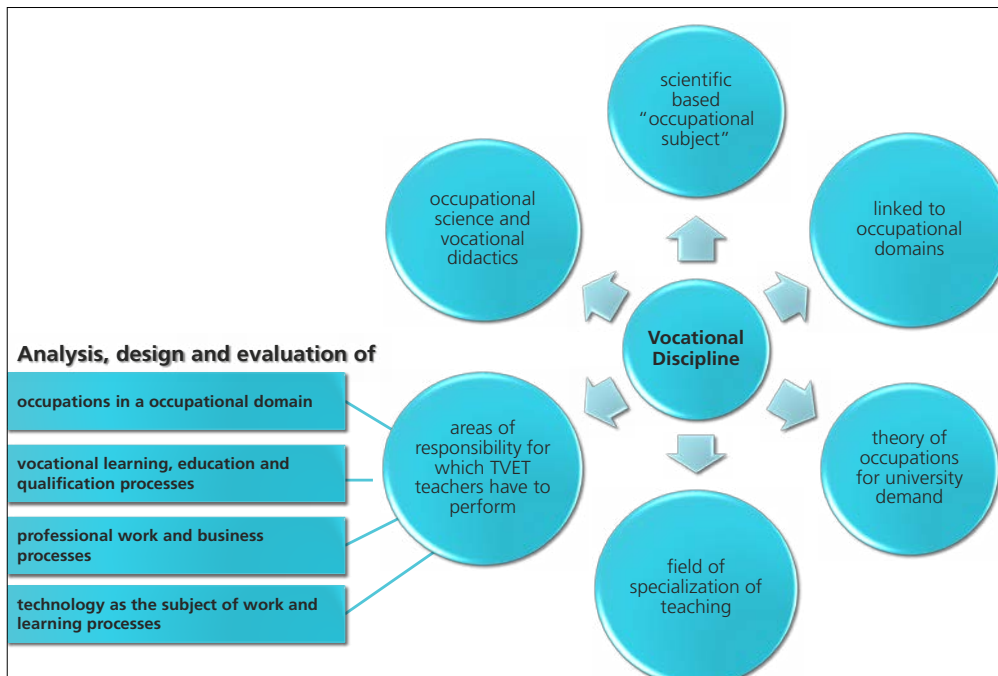 scientific
based
“occupational
subject”
occupational
science and
vocational
didactics
linked to
occupational
domains
Vocational
Discipline
Analysis, design and evaluation of
occupations in a occupational domain
vocational learning, education and
qualification processes
professional work and business
processes
technology as the subject of work and
learning processes
areas of
responsibility for
which TVET
teachers have to
perform
theory of
occupations
for university
demand
field of
specialization of
teaching